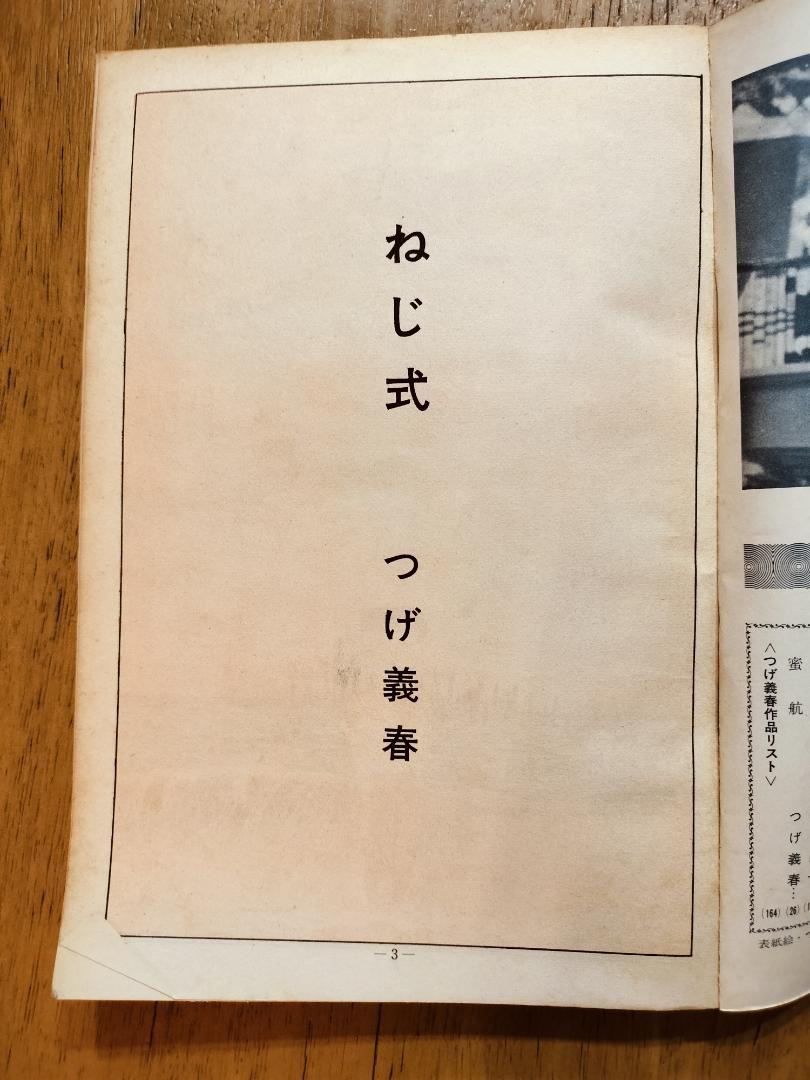 ねじ式 つげ義春
—3—
蜜航 つげ義春…(26)
〈つげ義春作品リスト〉(164)
表紙絵・